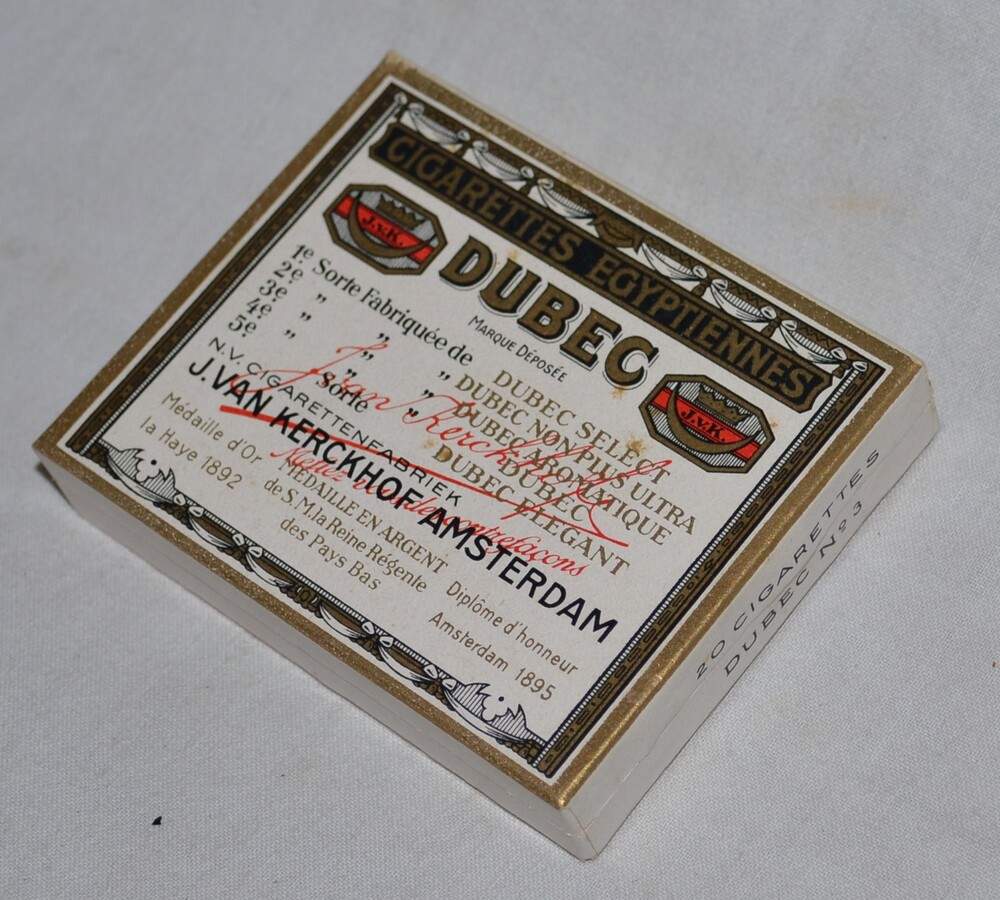 CIGARETTES EGYPTIENNES
J.v.K.
DUBEC
J.v.K.
MARQUE DÉPOSÉE
1e Sorte Fabriquée de DUBEC SELECT
2e " " " DUBEC NON PLUS ULTRA
3e " " " DUBEC AROMATIQUE
4e " " DUBEC
5e Sorte " DUBEC ELEGANT
contrefaçons
N.V. CIGARETTENFABRIEK
J. VAN KERCKHOF AMSTERDAM
Médaille d'Or
la Haye 1892
MÉDAILLE EN ARGENT
de S.M. la Reine Régente
des Pays Bas
Diplôme d'honneur
Amsterdam 1895
20 CIGARETTES
DUBEC No 3